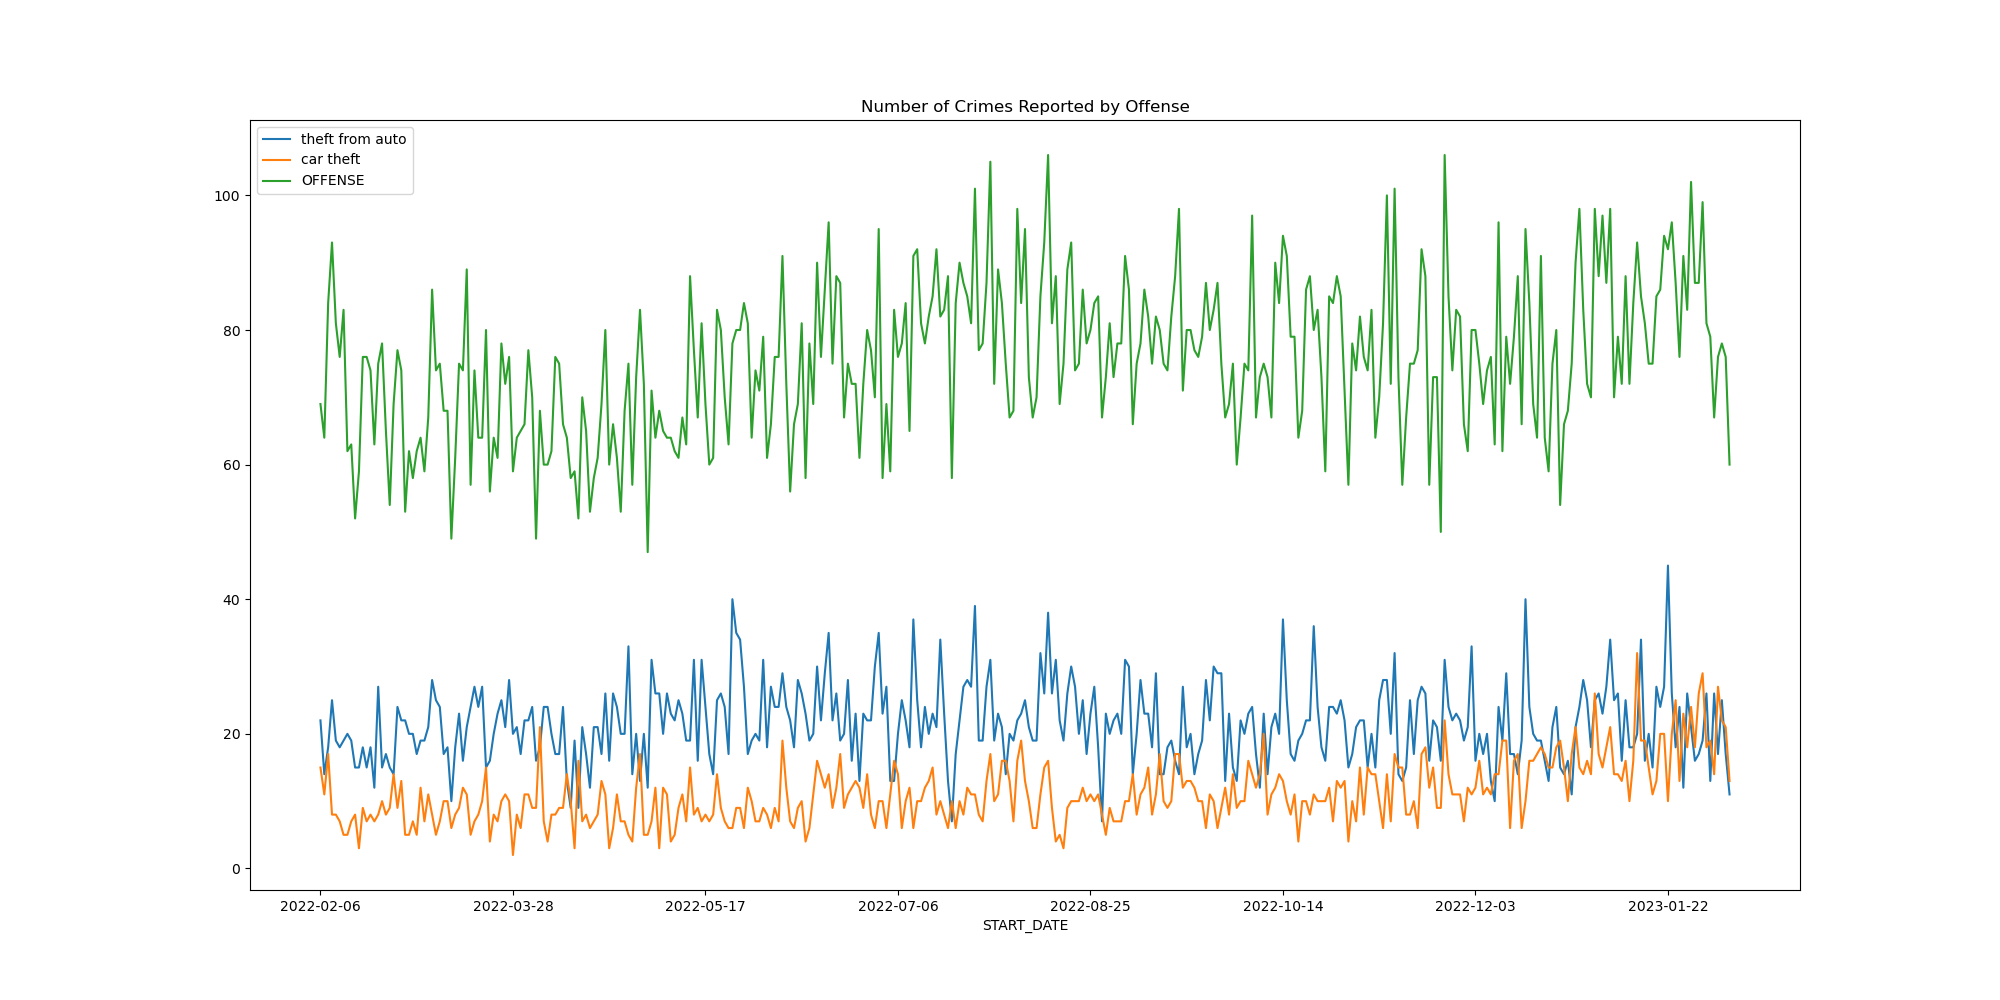 Number of Crimes Reported by Offense
theft from auto
car theft
OFFENSE
100
80
60
40
20
0
2022-02-06 2022-03-28 2022-05-17 2022-07-06 2022-08-25 2022-10-14 2022-12-03 2023-01-22
START_DATE